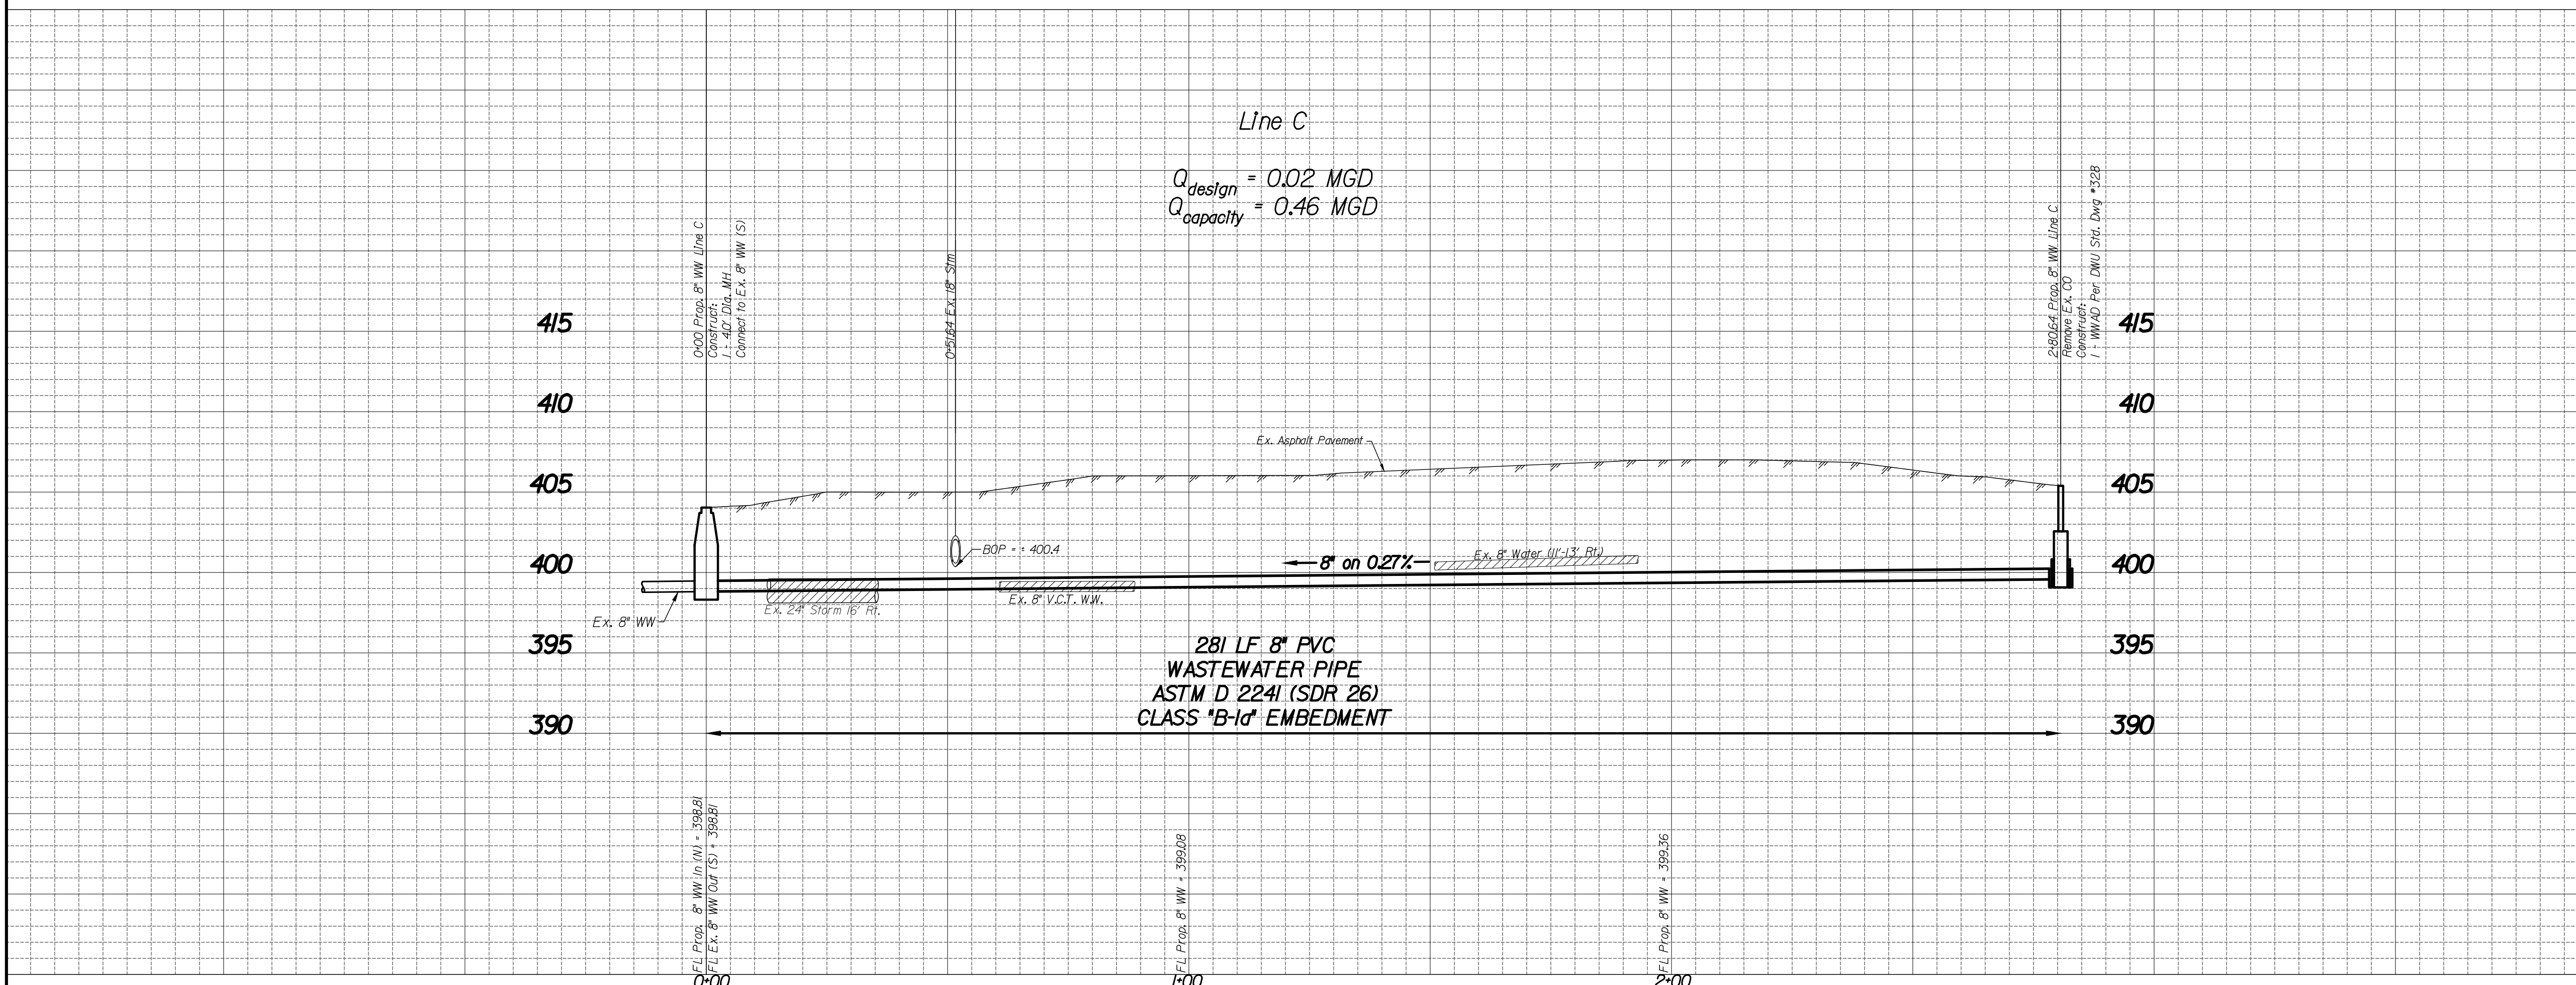 Line C
Qdesign = 0.02 MGD
Qcapacity = 0.46 MGD
0+00 Prop. 8" WW Line C
Construct:
1 - 4.0' Dia. MH
Connect to Ex. 8" WW (S)
0+51.64 Ex. 18" Stm
2+80.64 Prop. 8" WW Line C
Remove Ex. CO
Construct:
1 - WWAD Per DWU Std. Dwg #328
415
415
410
410
Ex. Asphalt Pavement
405
405
BOP = ± 400.4
400
8" on 0.27%
Ex. 8" Water (11'-13' Rt.)
400
Ex. 24" Storm 16' Rt.
Ex. 8" V.C.T. W.W.
Ex. 8" WW
395
395
281 LF 8" PVC
WASTEWATER PIPE
ASTM D 2241 (SDR 26)
CLASS "B-1a" EMBEDMENT
390
390
FL Prop. 8" WW In (N) = 398.81
FL Ex. 8" WW Out (S) = 398.81
FL Prop. 8" WW = 399.08
FL Prop. 8" WW = 399.36
0+00
1+00
2+00